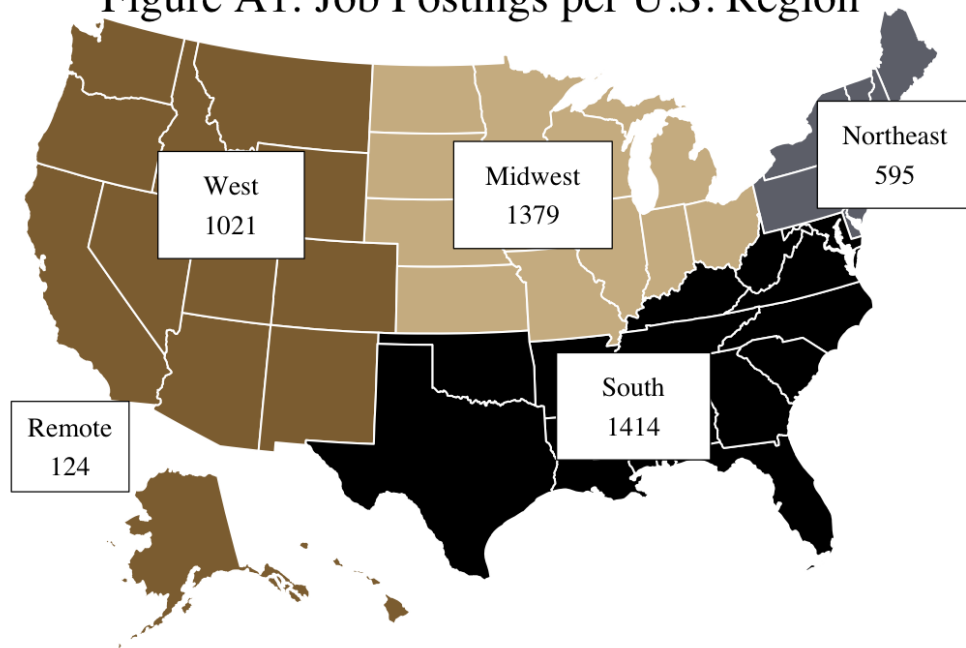 Figure A1: Job Postings per U.S. Region
Northeast
595
Midwest
1379
West
1021
South
1414
Remote
124